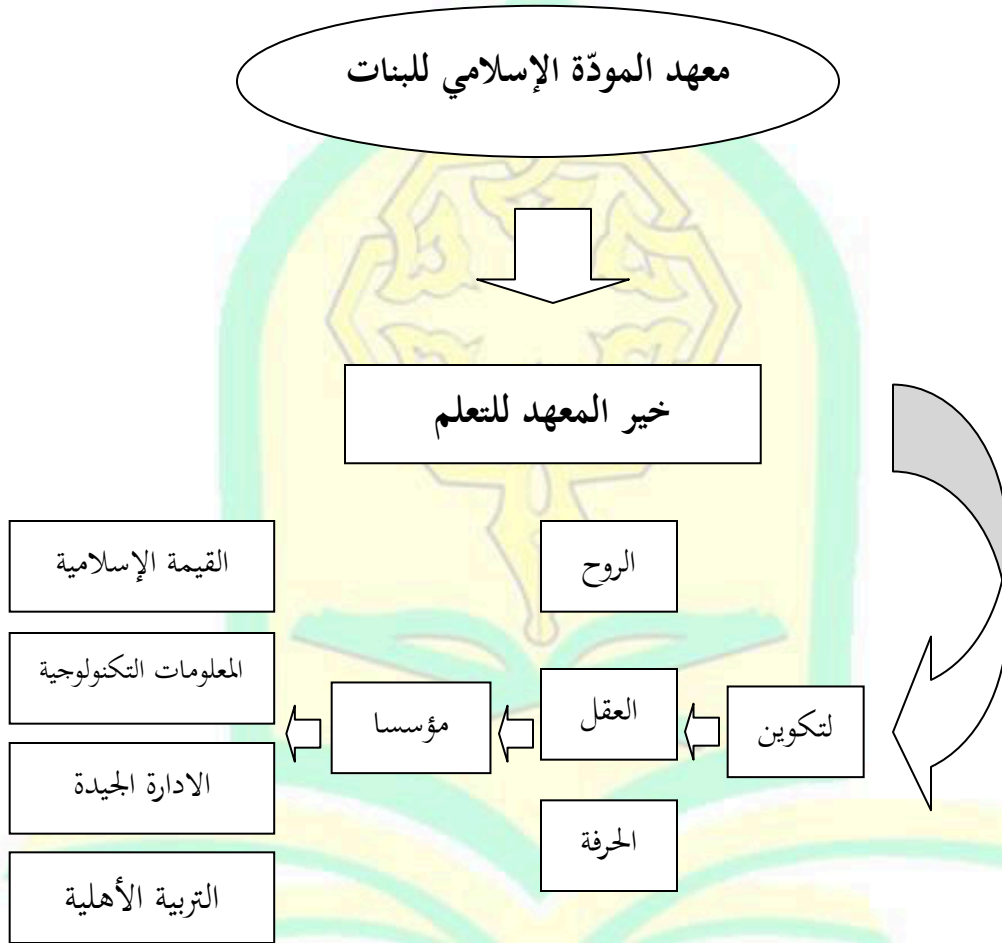 معهد المودّة الإسلامي للبنات
خير المعهد للتعلم
لتكوين
الروح
العقل
الحرفة
مؤسسا
القيمة الإسلامية
المعلومات التكنولوجية
الادارة الجيدة
التربية الأهلية